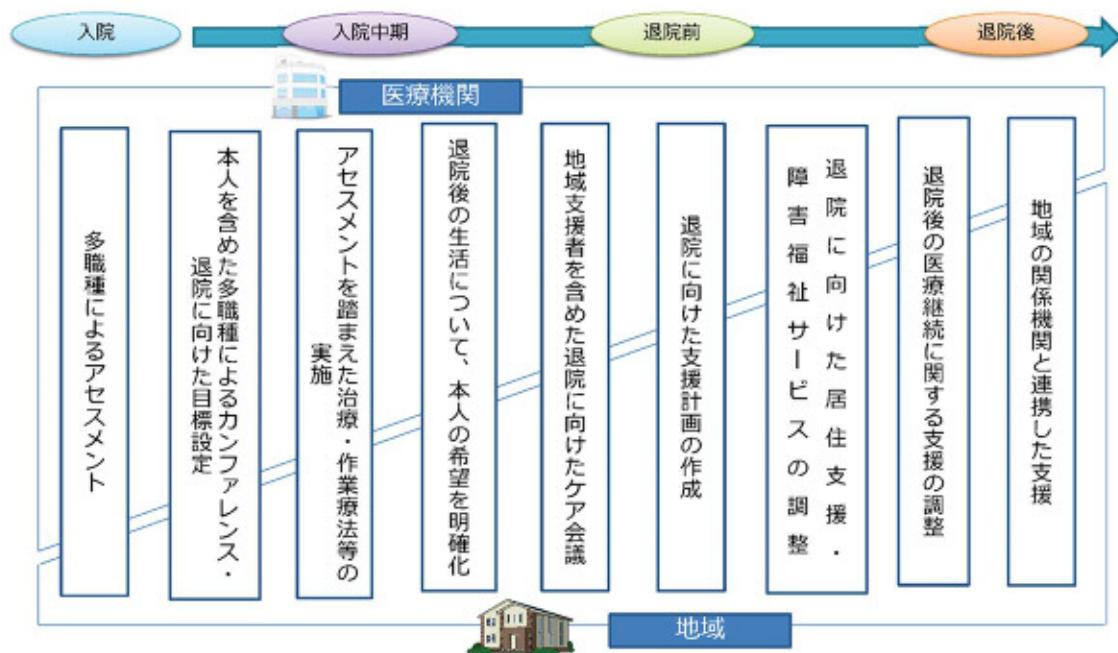 入院
入院中期
退院前
退院後
医療機関
多職種によるアセスメント
本人を含めた多職種によるカンファレンス・
退院に向けた目標設定
アセスメントを踏まえた治療・作業療法等の
実施
退院後の生活について、本人の希望を明確化
地域支援者を含めた退院に向けたケア会議
退院に向けた支援計画の作成
退院に向けた居住支援・
障害福祉サービスの調整
退院後の医療継続に関する支援の調整
地域の関係機関と連携した支援
地域